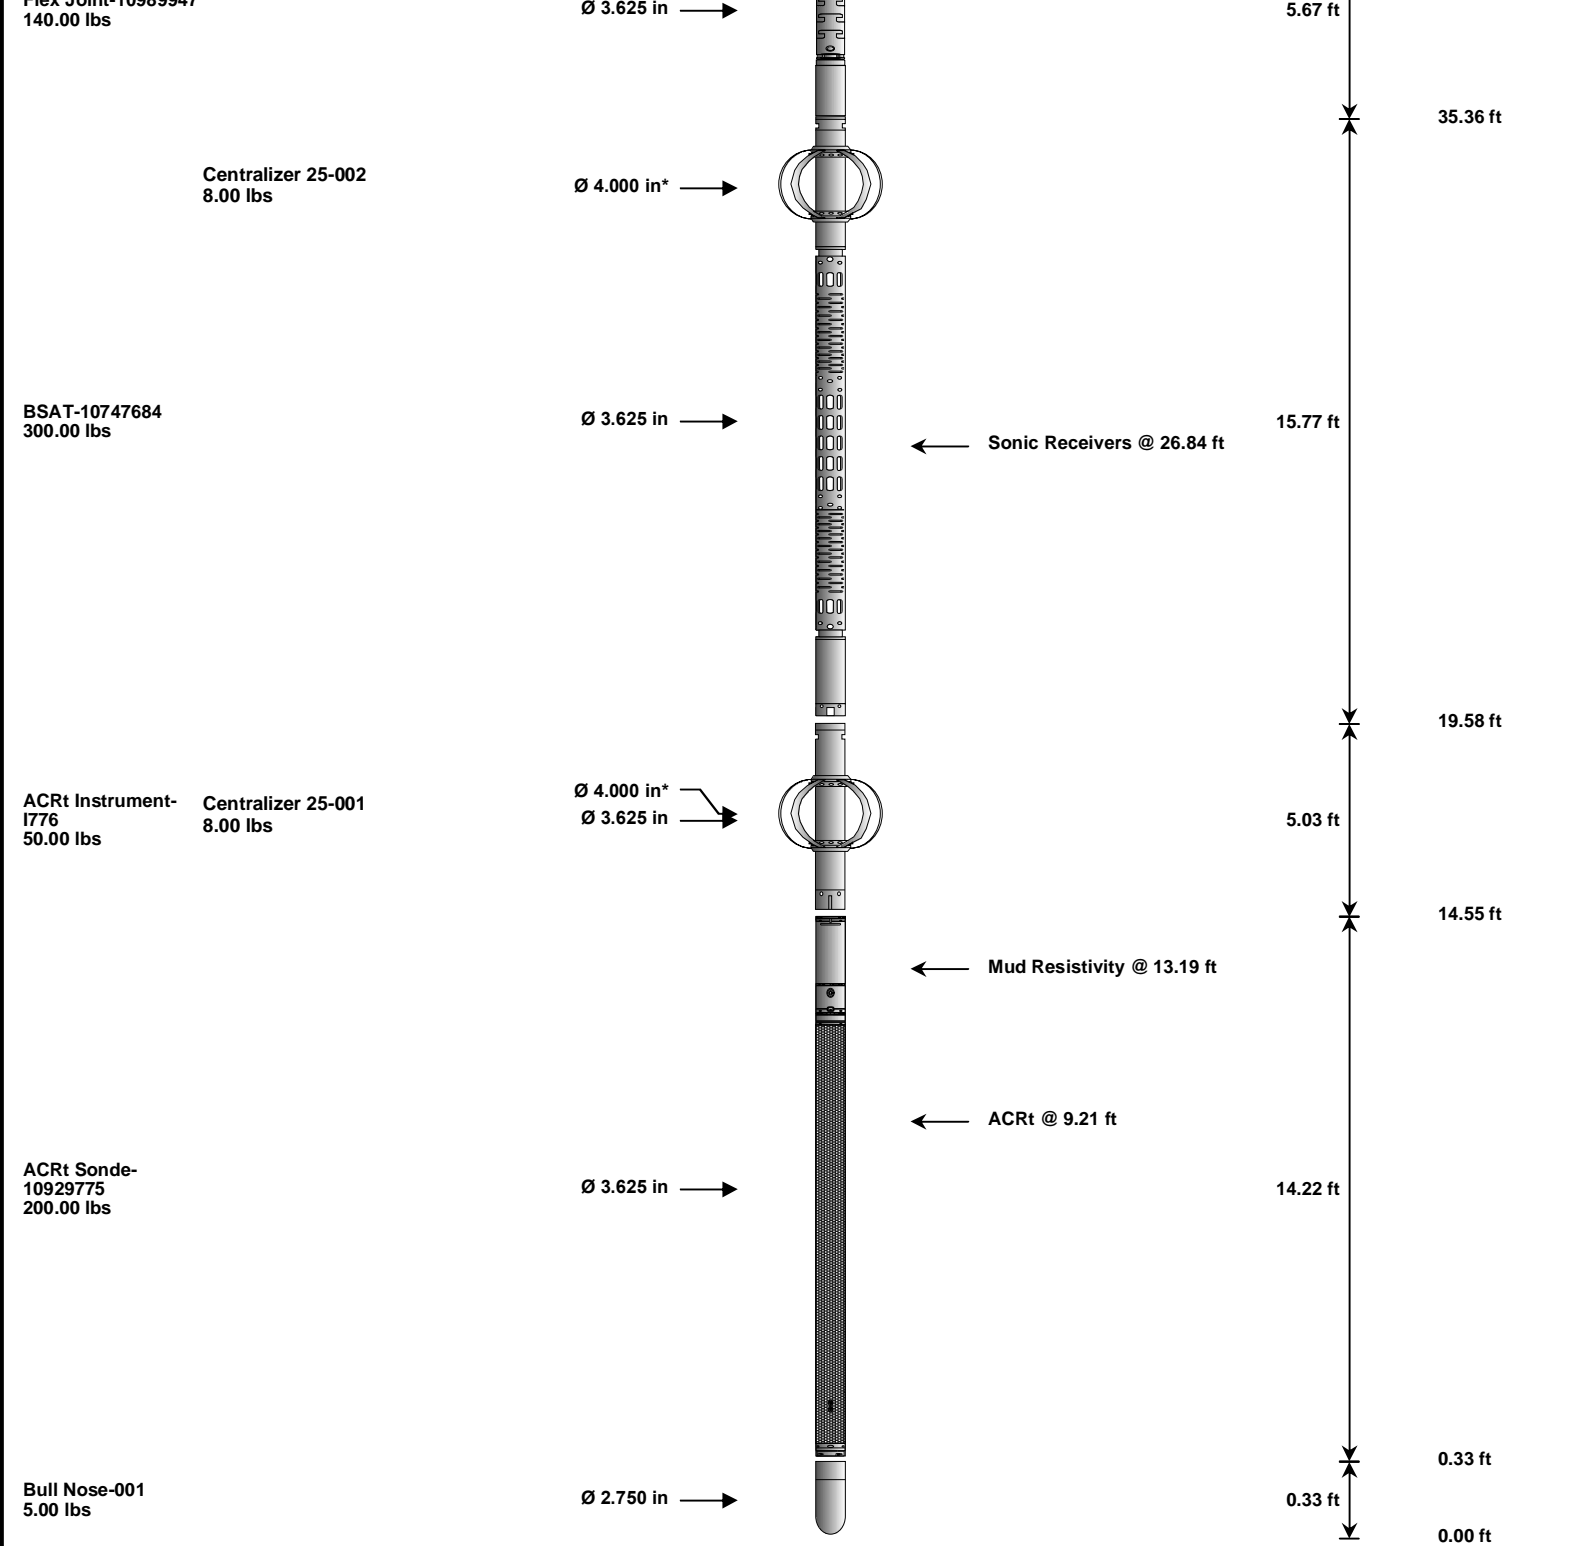 Flex Joint-10989947
140.00 lbs
Ø 3.625 in
5.67 ft
35.36 ft
Centralizer 25-002
8.00 lbs
Ø 4.000 in*
BSAT-10747684
300.00 lbs
Ø 3.625 in
Sonic Receivers @ 26.84 ft
15.77 ft
19.58 ft
ACRt Instrument-
I776
50.00 lbs
Centralizer 25-001
8.00 lbs
Ø 4.000 in*
Ø 3.625 in
5.03 ft
14.55 ft
Mud Resistivity @ 13.19 ft
ACRt @ 9.21 ft
ACRt Sonde-
10929775
200.00 lbs
Ø 3.625 in
14.22 ft
0.33 ft
Bull Nose-001
5.00 lbs
Ø 2.750 in
0.33 ft
0.00 ft